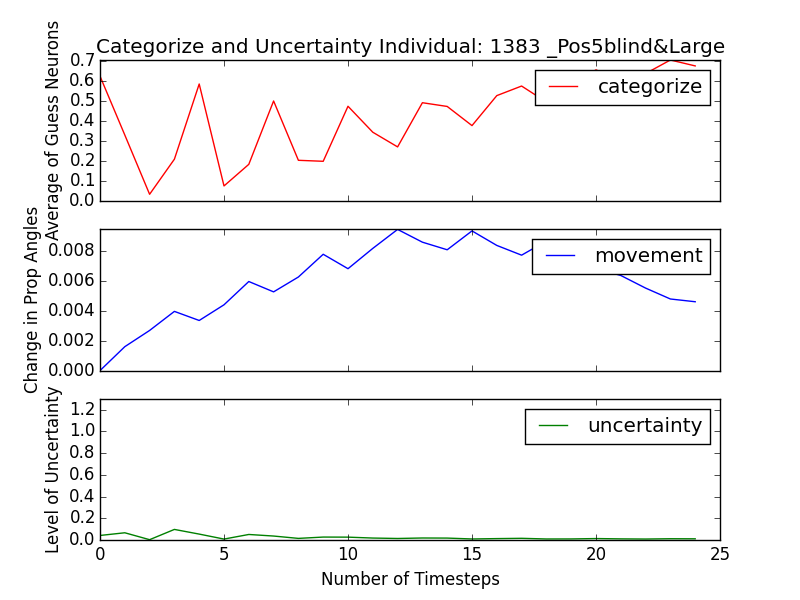 Categorize and Uncertainty Individual: 1383 _Pos5blind&Large
Average of Guess Neurons
0.7
0.6
0.5
0.4
0.3
0.2
0.1
0.0
categorize
Change in Prop Angles
0.008
0.006
0.004
0.002
0.000
movement
Level of Uncertainty
1.2
1.0
0.8
0.6
0.4
0.2
0.0
uncertainty
0 5 10 15 20 25
Number of Timesteps